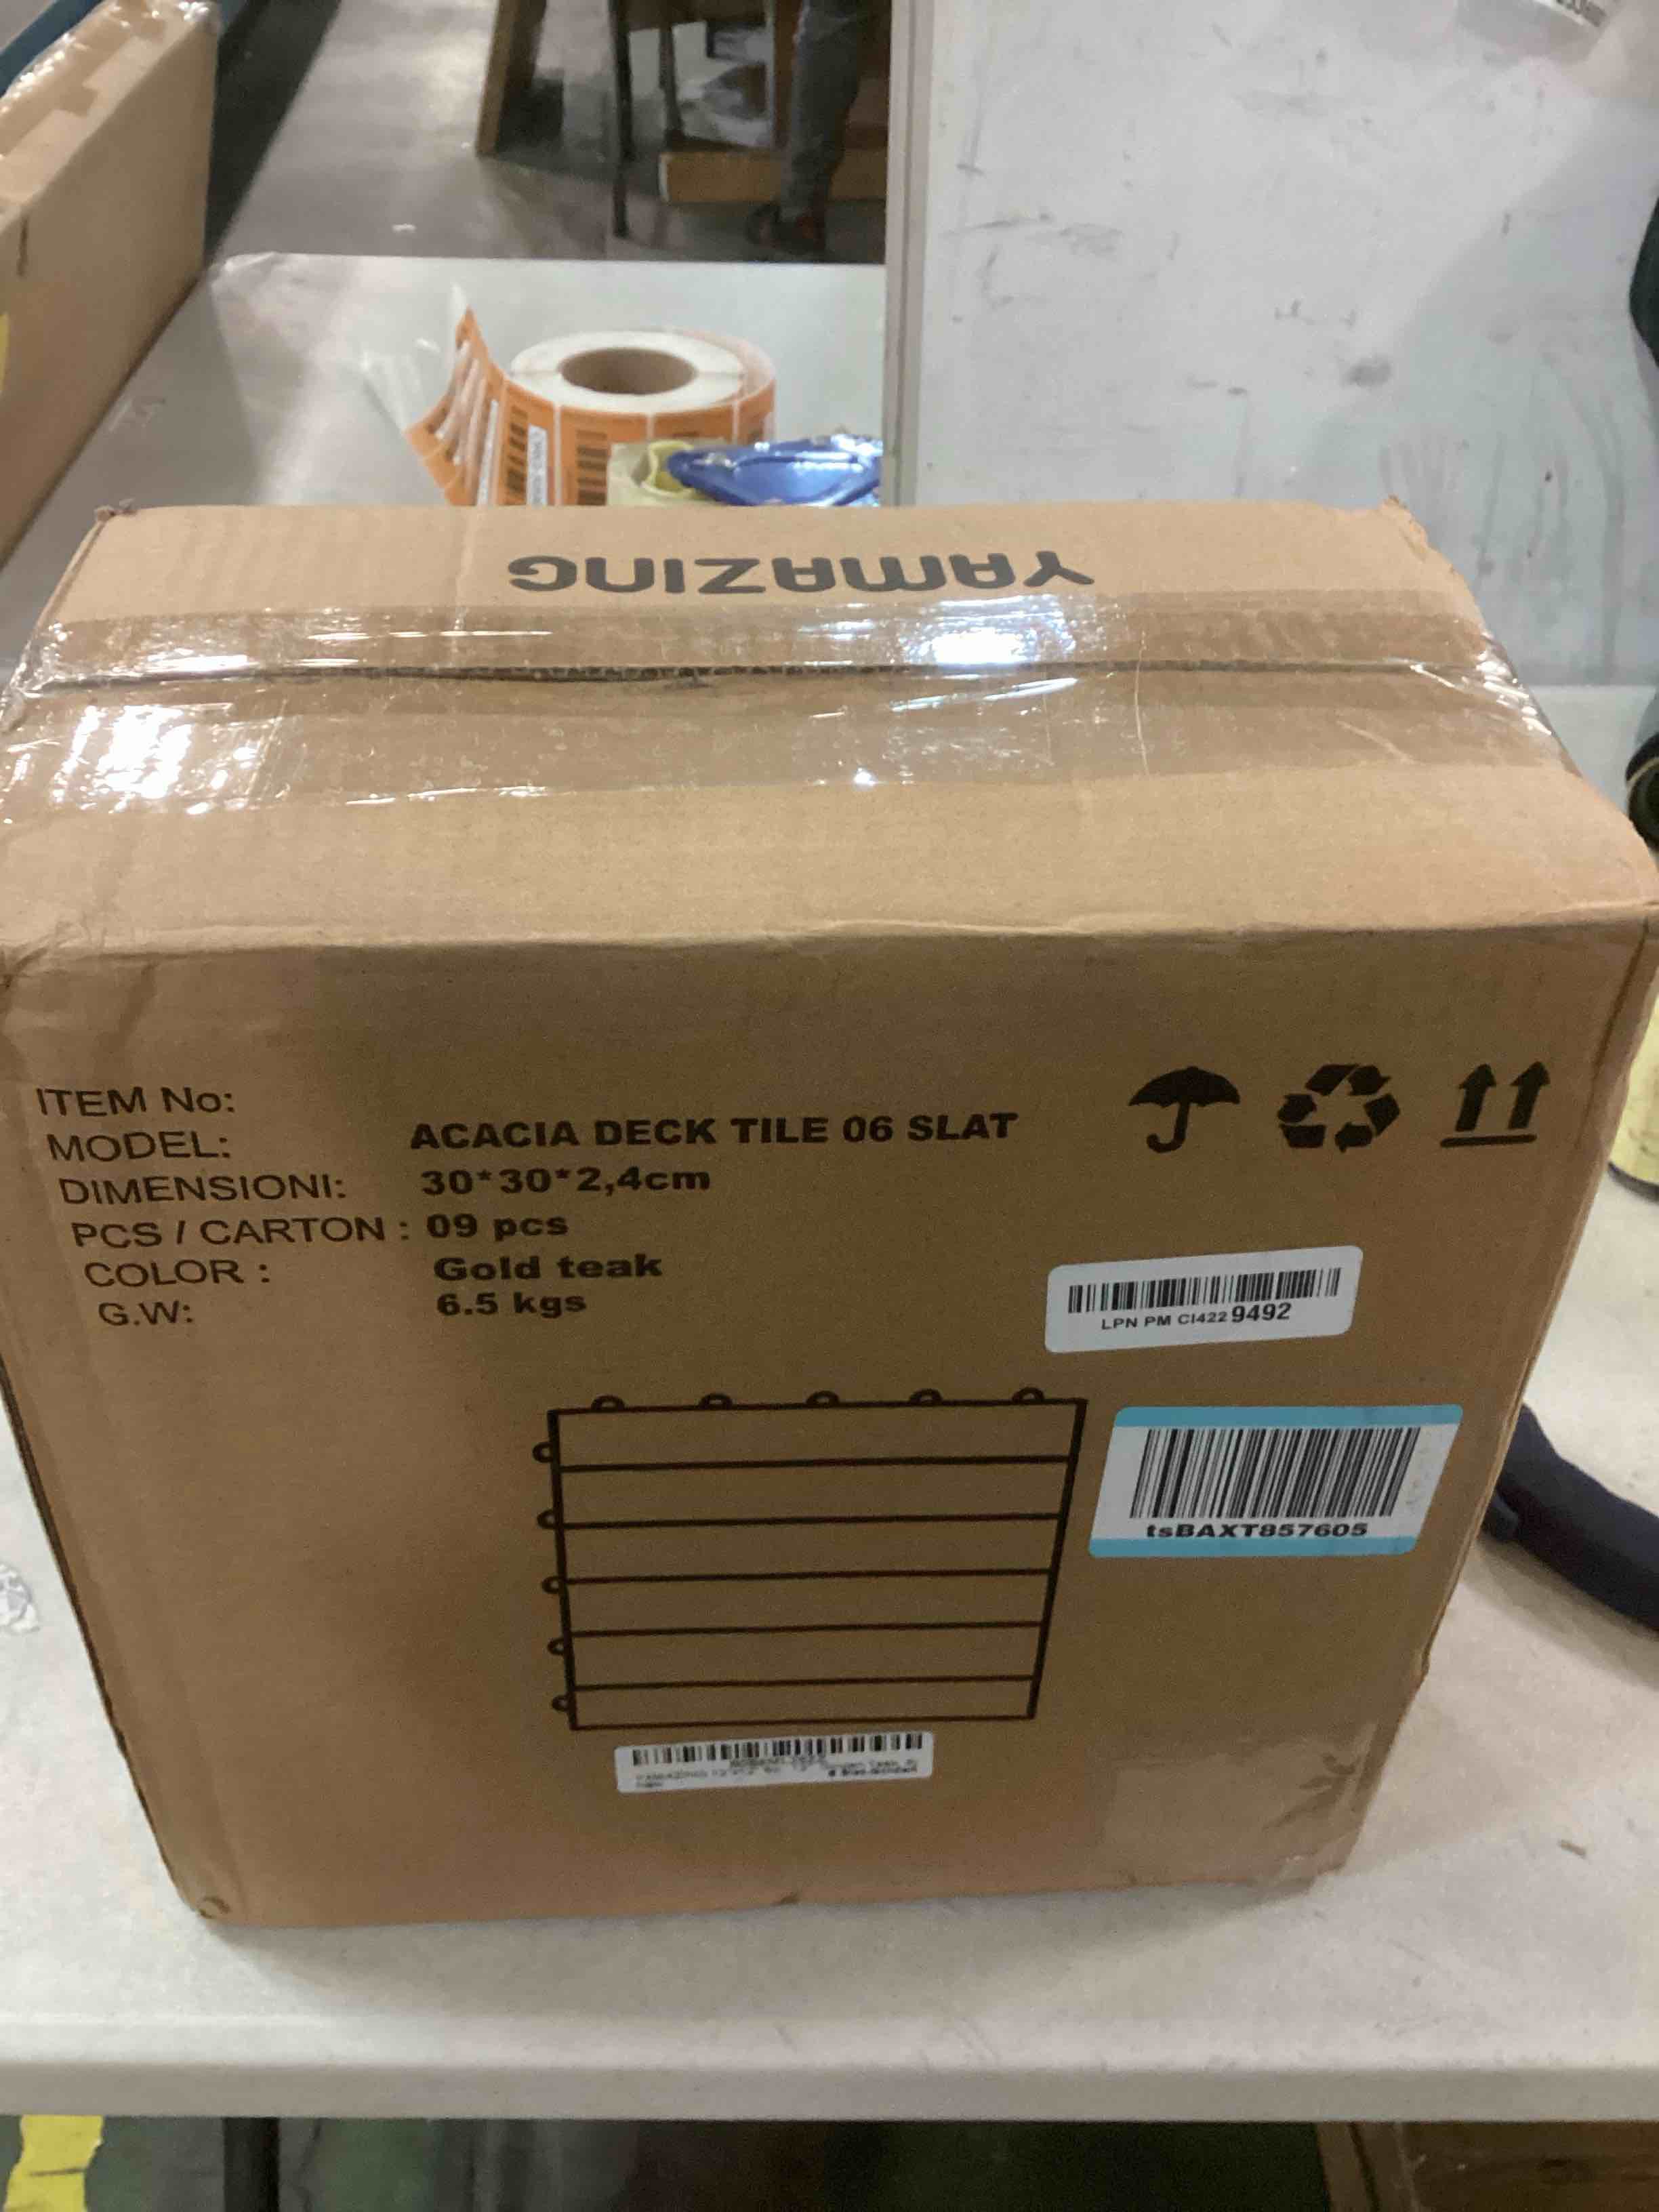 YAMAZING
ITEM No:
MODEL: ACACIA DECK TILE 06 SLAT
DIMENSIONI: 30*30*2,4cm
PCS / CARTON : 09 pcs
COLOR : Gold teak
G.W: 6.5 kgs
LPN PM CI422 9492
tsBAXT857605